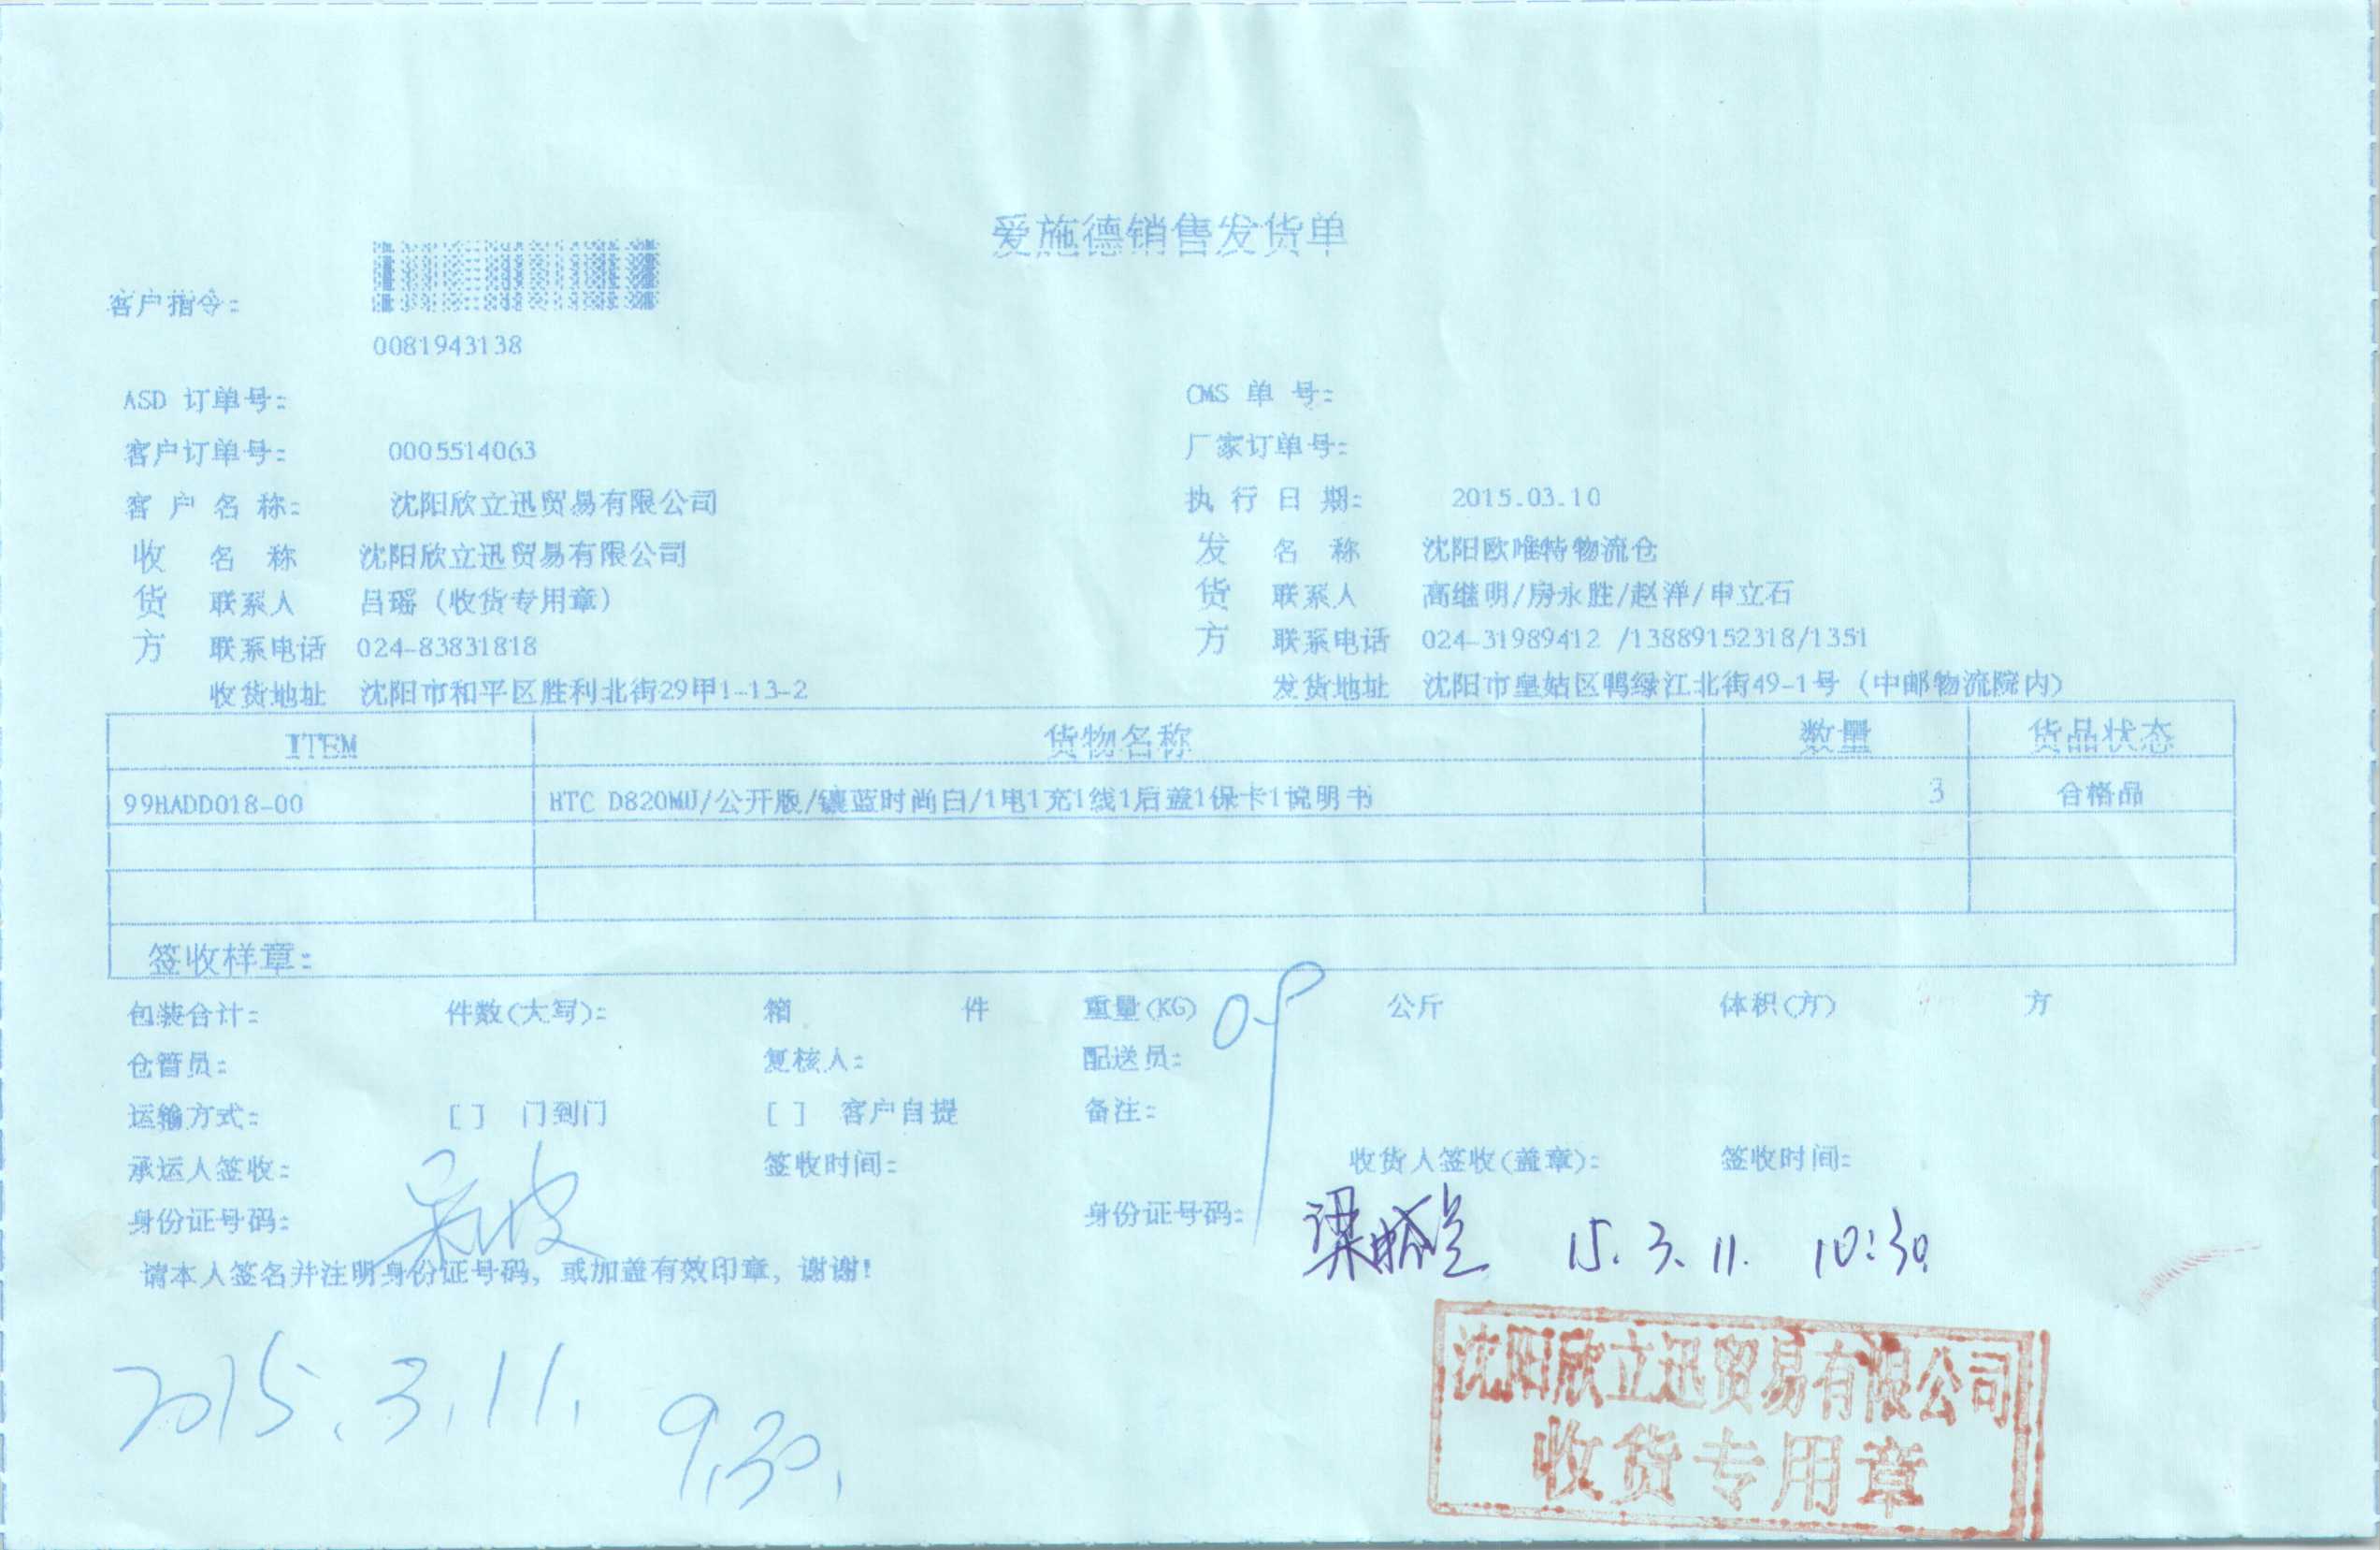 爱施德销售发货单
客户指令:
0081943138
ASD 订单号: CMS 单 号:
客户订单号: 0005514063 厂家订单号:
客 户 名 称: 沈阳欣立迅贸易有限公司 执 行 日 期: 2015.03.10
收 名 称 沈阳欣立迅贸易有限公司 发 名 称 沈阳欧唯特物流仓
货 联系人 吕瑶 (收货专用章) 货 联系人 高继明/房永胜/赵洋/申立石
方 联系电话 024-83831818 方 联系电话 024-31989412 /13889152318/1351
收货地址 沈阳市和平区胜利北街29甲1-13-2 发货地址 沈阳市皇姑区鸭绿江北街49-1号 (中邮物流院内)
ITEM 货物名称 数量 货品状态
99HADD018-00 HTC D820MU/公开版/镶蓝时尚白/1电1充1线1后盖1保卡1说明书 3 合格品
签收样章:
包装合计: 件数(大写): 箱 件 重量(KG) 公斤 体积(方) 方
仓管员: 复核人: 配送员:
运输方式: [ ] 门到门 [ ] 客户自提 备注:
承运人签收: 签收时间: 收货人签收(盖章): 签收时间:
身份证号码: 身份证号码: 15.3.11. 10:30
请本人签名并注明身份证号码, 或加盖有效印章, 谢谢!
2015.3.11. 9.30.
沈阳欣立迅贸易有限公司
收货专用章